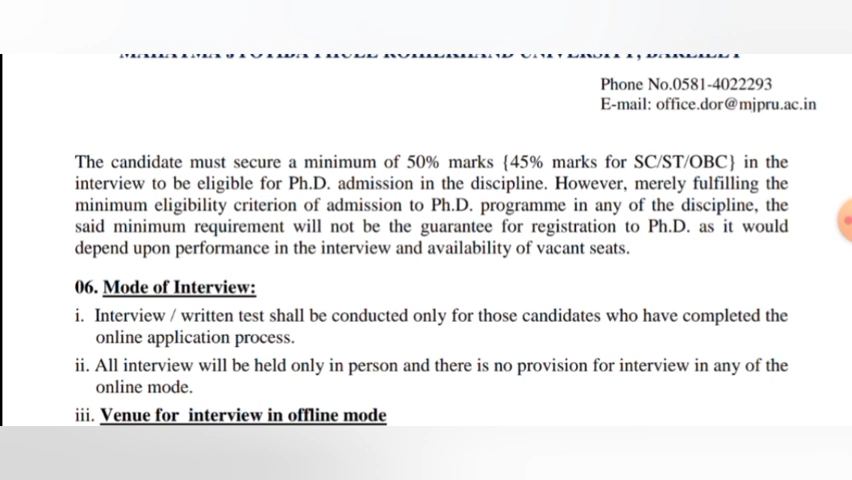 MAHATMA JYOTIBA PHULE ROHILKHAND UNIVERSITY, BAREILLY
Phone No.0581-4022293
E-mail: office.dor@mjpru.ac.in
The candidate must secure a minimum of 50% marks {45% marks for SC/ST/OBC} in the
interview to be eligible for Ph.D. admission in the discipline. However, merely fulfilling the
minimum eligibility criterion of admission to Ph.D. programme in any of the discipline, the
said minimum requirement will not be the guarantee for registration to Ph.D. as it would
depend upon performance in the interview and availability of vacant seats.
06. Mode of Interview:
i. Interview / written test shall be conducted only for those candidates who have completed the
online application process.
ii. All interview will be held only in person and there is no provision for interview in any of the
online mode.
iii. Venue for interview in offline mode